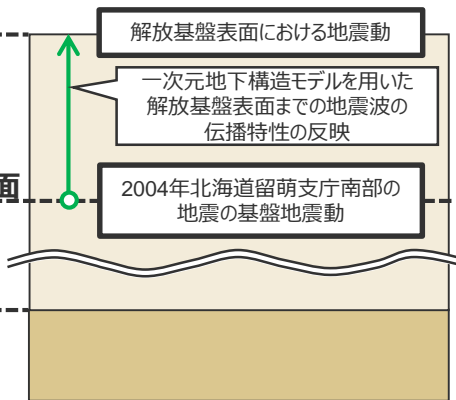 解放基盤表面における地震動
一次元地下構造モデルを用いた
解放基盤表面までの地震波の
伝播特性の反映
面
2004年北海道留萌支庁南部の
地震の基盤地震動